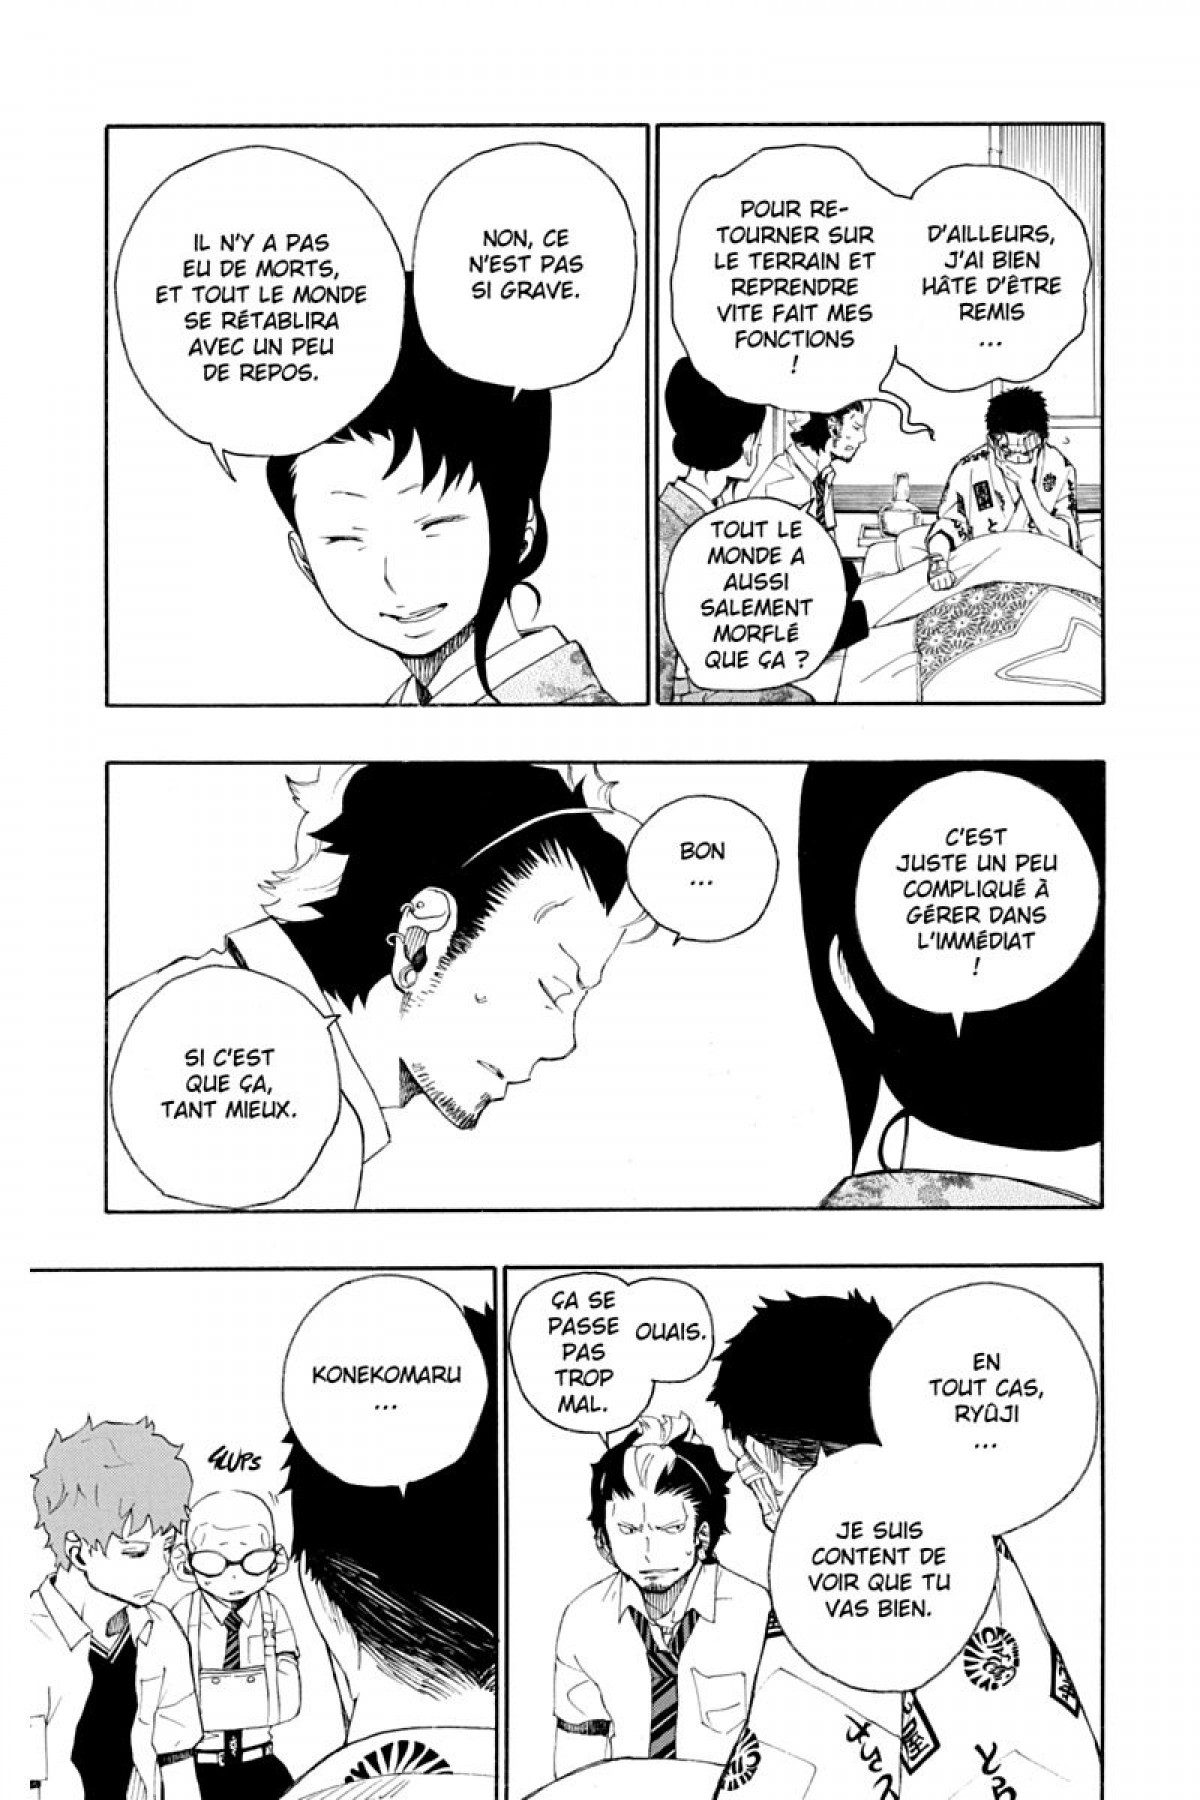 D'AILLEURS,
J'AI BIEN
HÂTE D'ÊTRE
REMIS
...
POUR RE-
TOURNER SUR
LE TERRAIN ET
REPRENDRE
VITE FAIT MES
FONCTIONS
!
TOUT LE
MONDE A
AUSSI
SALEMENT
MORFLÉ
QUE ÇA ?
NON, CE
N'EST PAS
SI GRAVE.
IL N'Y A PAS
EU DE MORTS,
ET TOUT LE MONDE
SE RÉTABLIRA
AVEC UN PEU
DE REPOS.
C'EST
JUSTE UN PEU
COMPLIQUÉ À
GÉRER DANS
L'IMMÉDIAT
!
BON
...
SI C'EST
QUE ÇA,
TANT MIEUX.
EN
TOUT CAS,
RYÛJI
...
JE SUIS
CONTENT DE
VOIR QUE TU
VAS BIEN.
OUAIS.
ÇA SE
PASSE
PAS
TROP
MAL.
KONEKOMARU
...
GLUPS